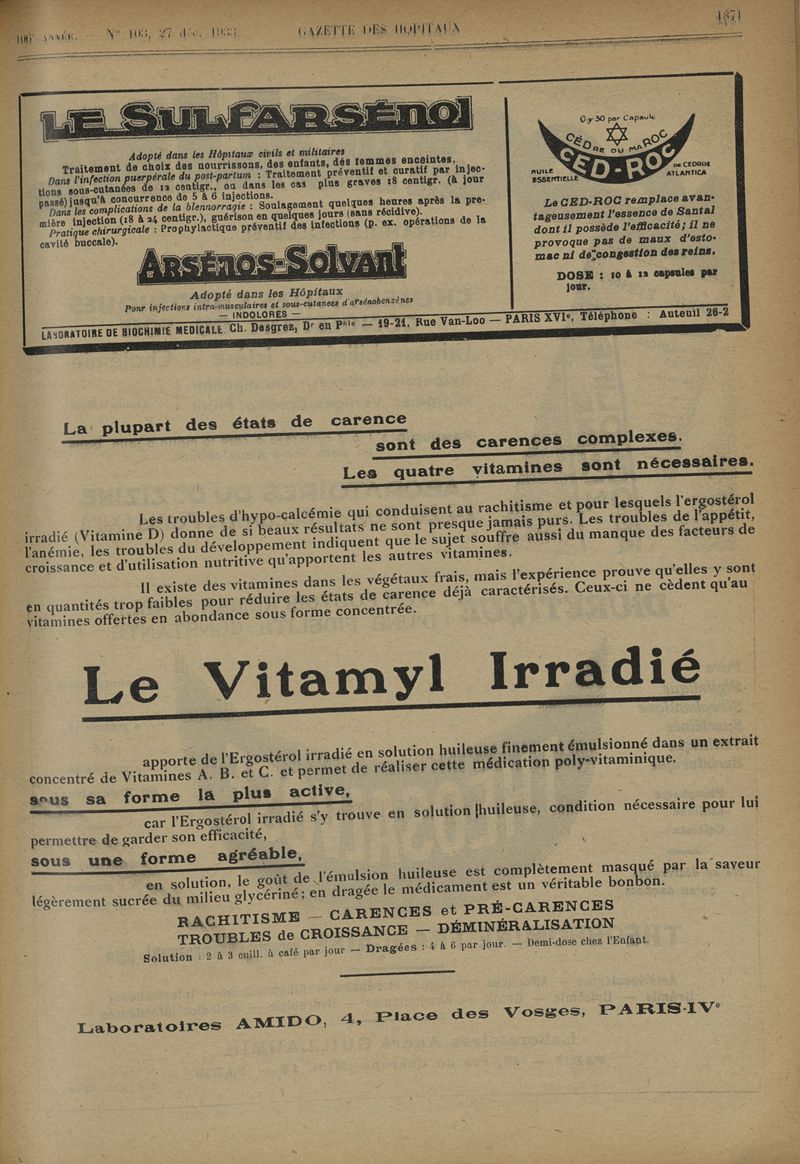 106e ANNÉE. — N° 103, 27 déc. 1933. GAZETTE DES HOPITAUX 1871
LE SULFARSÉNOL
Adopté dans les Hôpitaux civils et militaires
Traitement de choix des nourrissons, des enfants, des femmes enceintes,
Dans l'infection puerpérale du post-partum : Traitement préventif et curatif par injec-
tions sous-cutanées de 12 centigr., ou dans les cas plus graves 18 centigr. (à jour
passé) jusqu'à concurrence de 5 à 6 injections.
Dans les complications de la blennorragie : Soulagement quelques heures après la pre-
mière injection (18 à 24 centigr.), guérison en quelques jours (sans récidive).
Pratique chirurgicale : Prophylactique préventif des infections (p. ex. opérations de la
cavité buccale).
ARSÉNOS-SOLVANT
Adopté dans les Hôpitaux
Pour injections intra-musculaires et sous-cutanées d'arsénobenzènes
— INDOLORES —
0,30 par Capsule
CÉDRE DU MAROC
CED-ROC
HUILE ESSENTIELLE
DE CEDRUS ATLANTICA
Le CED-ROC remplace avan-
tageusement l'essence de Santal
dont il possède l'efficacité; il ne
provoque pas de maux d'esto-
mac ni de congestion des reins.
DOSE : 10 à 12 capsules par
jour.
LABORATOIRE DE BIOCHIMIE MEDICALE Ch. Desgrez, Dr en Phie — 19-21, Rue Van-Loo — PARIS XVIe, Téléphone : Auteuil 26-2
La plupart des états de carence
sont des carences complexes.
Les quatre vitamines sont nécessaires.
Les troubles d'hypo-calcémie qui conduisent au rachitisme et pour lesquels l'ergostérol
irradié (Vitamine D) donne de si beaux résultats ne sont presque jamais purs. Les troubles de l'appétit,
l'anémie, les troubles du développement indiquent que le sujet souffre aussi du manque des facteurs de
croissance et d'utilisation nutritive qu'apportent les autres vitamines.
Il existe des vitamines dans les végétaux frais, mais l'expérience prouve qu'elles y sont
en quantités trop faibles pour réduire les états de carence déjà caractérisés. Ceux-ci ne cèdent qu'au
vitamines offertes en abondance sous forme concentrée.
Le Vitamyl Irradié
apporte de l'Ergostérol irradié en solution huileuse finement émulsionné dans un extrait
concentré de Vitamines A. B. et C. et permet de réaliser cette médication poly-vitaminique.
sous sa forme la plus active,
car l'Ergostérol irradié s'y trouve en solution huileuse, condition nécessaire pour lui
permettre de garder son efficacité,
sous une forme agréable,
en solution, le goût de l'émulsion huileuse est complètement masqué par la saveur
légèrement sucrée du milieu glycériné; en dragée le médicament est un véritable bonbon.
RACHITISME — CARENCES et PRÉ-CARENCES
TROUBLES de CROISSANCE — DÉMINÉRALISATION
Solution : 2 à 3 cuill. à café par jour — Dragées : 4 à 6 par jour. — Demi-dose chez l'Enfant.
Laboratoires AMIDO, 4, Place des Vosges, PARIS-IVe